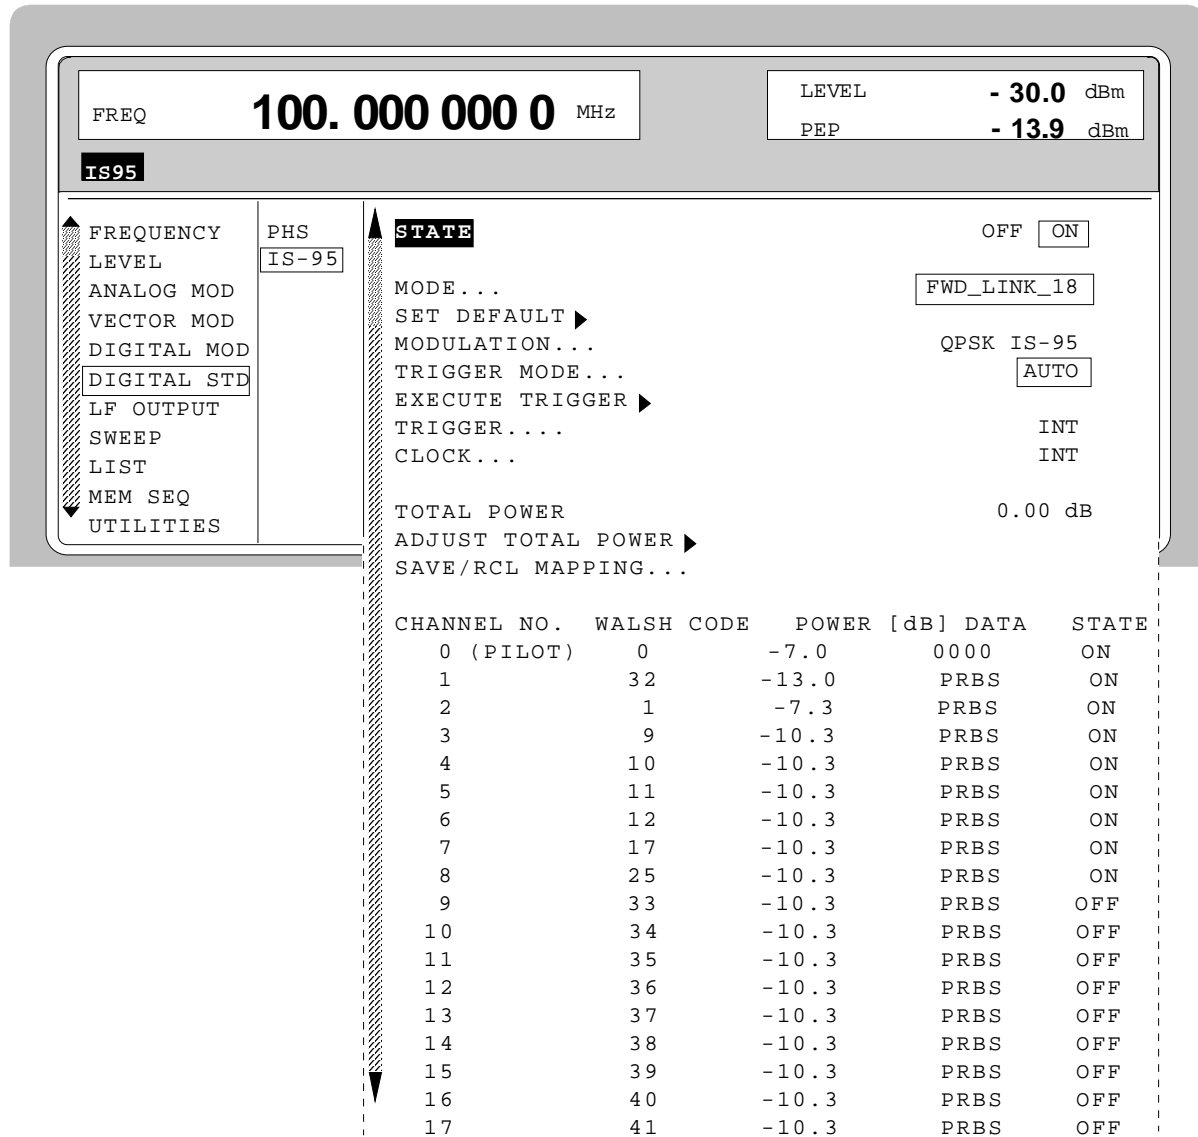 FREQ 100. 000 000 0 MHz
LEVEL - 30.0 dBm
PEP - 13.9 dBm
IS95
FREQUENCY
LEVEL
ANALOG MOD
VECTOR MOD
DIGITAL MOD
DIGITAL STD
LF OUTPUT
SWEEP
LIST
MEM SEQ
UTILITIES
PHS
IS-95
STATE OFF ON
MODE... FWD_LINK_18
SET DEFAULT
MODULATION... QPSK IS-95
TRIGGER MODE... AUTO
EXECUTE TRIGGER
TRIGGER.... INT
CLOCK... INT
TOTAL POWER 0.00 dB
ADJUST TOTAL POWER
SAVE/RCL MAPPING...
CHANNEL NO. WALSH CODE POWER [dB] DATA STATE
0 (PILOT) 0 -7.0 0000 ON
1 32 -13.0 PRBS ON
2 1 -7.3 PRBS ON
3 9 -10.3 PRBS ON
4 10 -10.3 PRBS ON
5 11 -10.3 PRBS ON
6 12 -10.3 PRBS ON
7 17 -10.3 PRBS ON
8 25 -10.3 PRBS ON
9 33 -10.3 PRBS OFF
10 34 -10.3 PRBS OFF
11 35 -10.3 PRBS OFF
12 36 -10.3 PRBS OFF
13 37 -10.3 PRBS OFF
14 38 -10.3 PRBS OFF
15 39 -10.3 PRBS OFF
16 40 -10.3 PRBS OFF
17 41 -10.3 PRBS OFF